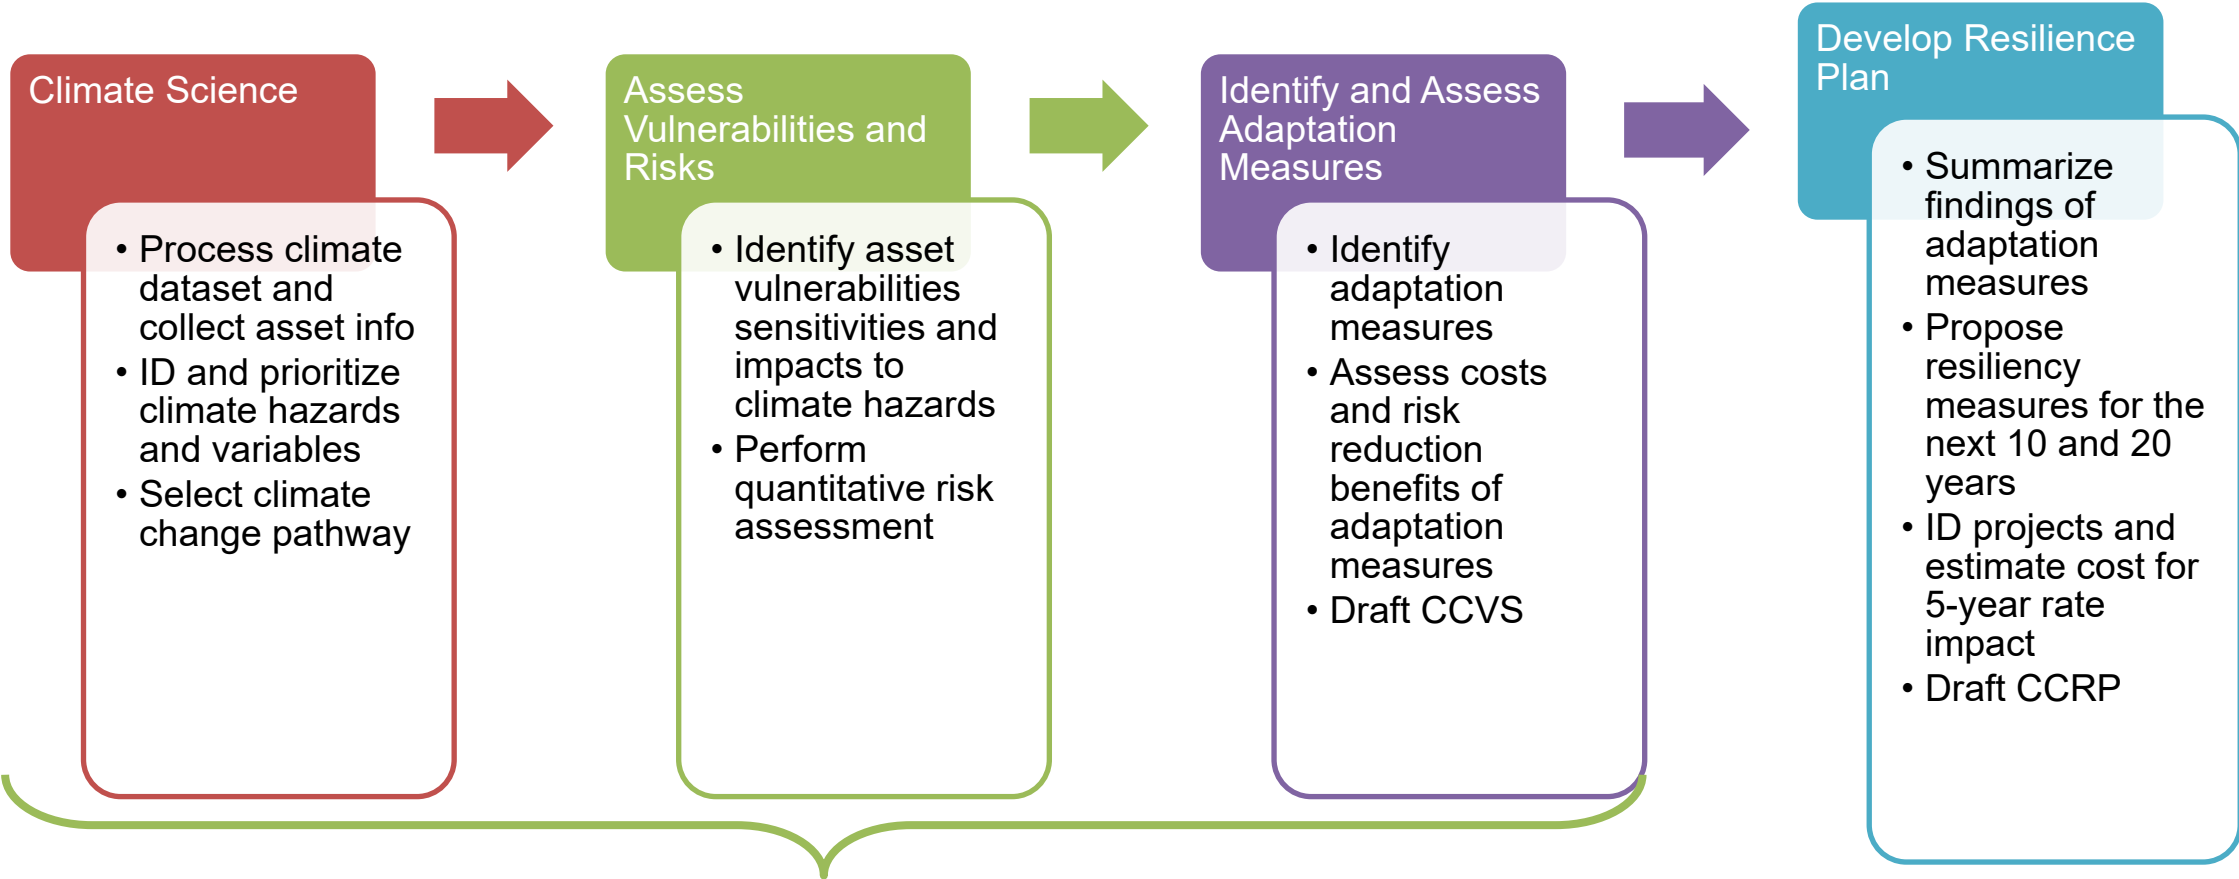 Climate Science
• Process climate
dataset and
collect asset info
• ID and prioritize
climate hazards
and variables
• Select climate
change pathway
Assess
Vulnerabilities and
Risks
• Identify asset
vulnerabilities
sensitivities and
impacts to
climate hazards
• Perform
quantitative risk
assessment
Identify and Assess
Adaptation
Measures
• Identify
adaptation
measures
• Assess costs
and risk
reduction
benefits of
adaptation
measures
• Draft CCVS
Develop Resilience
Plan
• Summarize
findings of
adaptation
measures
• Propose
resiliency
measures for the
next 10 and 20
years
• ID projects and
estimate cost for
5-year rate
impact
• Draft CCRP